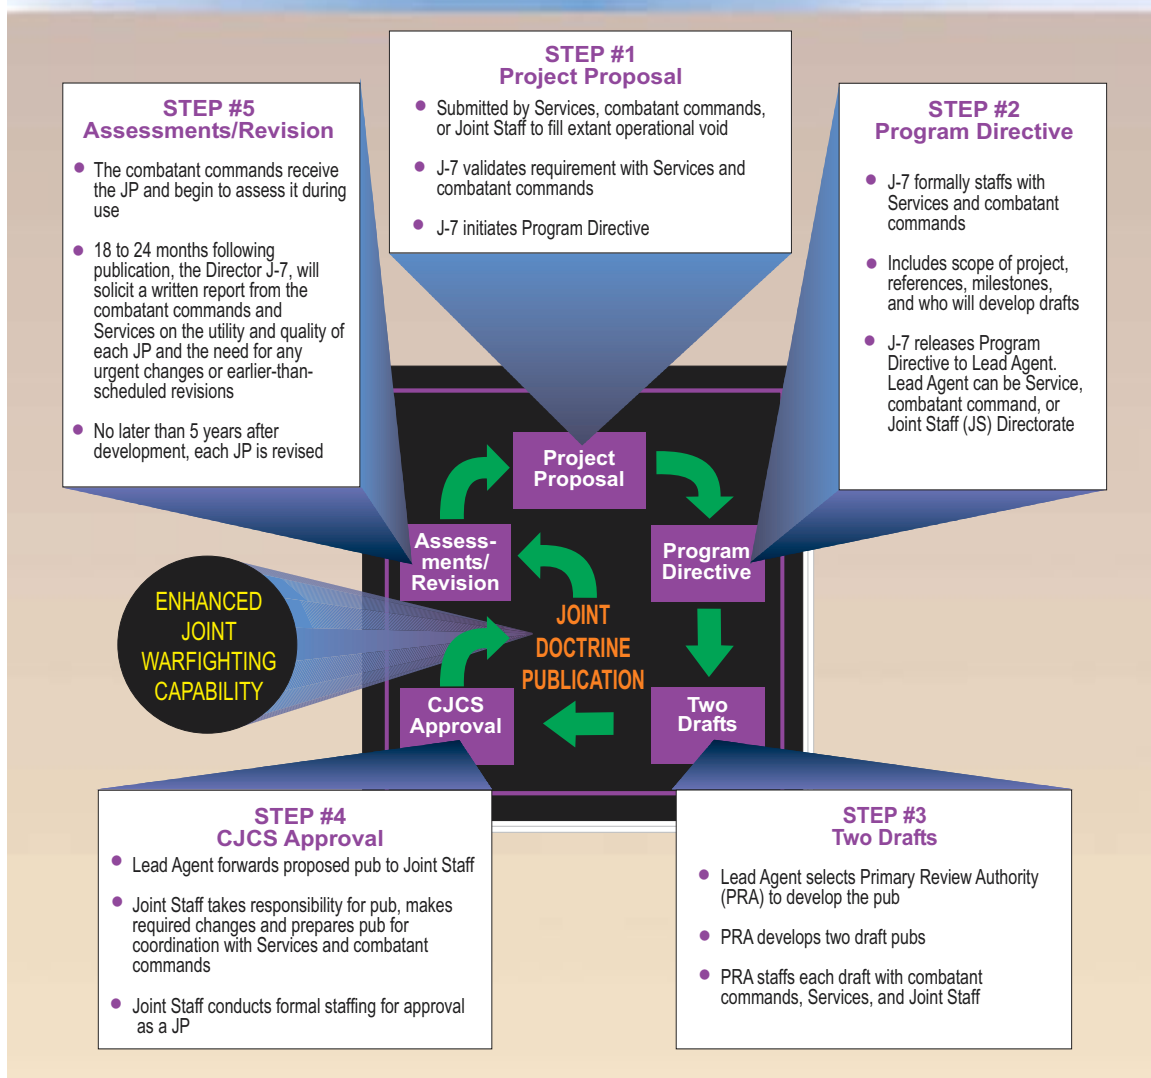 STEP #1
Project Proposal
Submitted by Services, combatant commands,
or Joint Staff to fill extant operational void
J-7 validates requirement with Services and
combatant commands
J-7 initiates Program Directive
STEP #2
Program Directive
J-7 formally staffs with
Services and combatant
commands
Includes scope of project,
references, milestones,
and who will develop drafts
J-7 releases Program
Directive to Lead Agent.
Lead Agent can be Service,
combatant command, or
Joint Staff (JS) Directorate
STEP #3
Two Drafts
Lead Agent selects Primary Review Authority
(PRA) to develop the pub
PRA develops two draft pubs
PRA staffs each draft with combatant
commands, Services, and Joint Staff
STEP #4
CJCS Approval
Lead Agent forwards proposed pub to Joint Staff
Joint Staff takes responsibility for pub, makes
required changes and prepares pub for
coordination with Services and combatant
commands
Joint Staff conducts formal staffing for approval
as a JP
STEP #5
Assessments/Revision
The combatant commands receive
the JP and begin to assess it during
use
18 to 24 months following
publication, the Director J-7, will
solicit a written report from the
combatant commands and
Services on the utility and quality of
each JP and the need for any
urgent changes or earlier-than-
scheduled revisions
No later than 5 years after
development, each JP is revised
Project
Proposal
Program
Directive
Two
Drafts
CJCS
Approval
Assess-
ments/
Revision
JOINT
DOCTRINE
PUBLICATION
ENHANCED
JOINT
WARFIGHTING
CAPABILITY